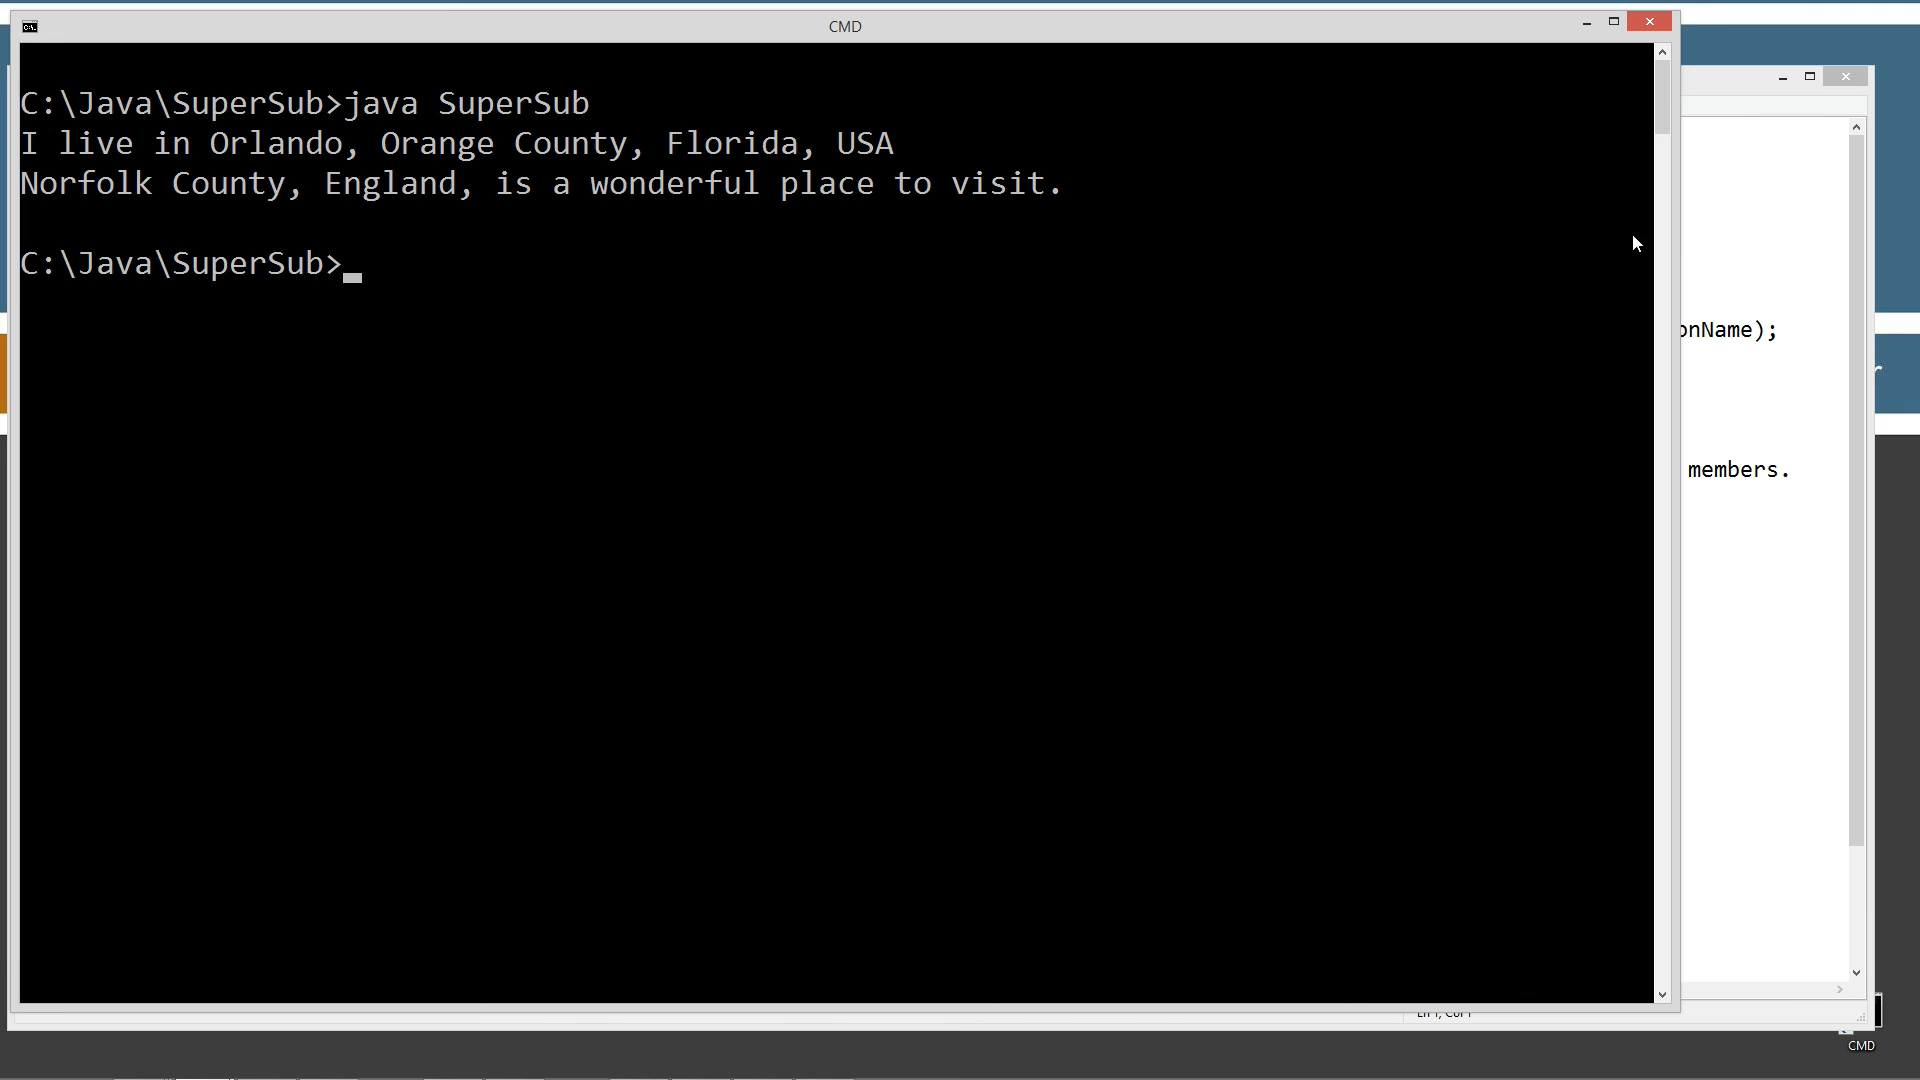 CMD
C:\Java\SuperSub>java SuperSub
I live in Orlando, Orange County, Florida, USA
Norfolk County, England, is a wonderful place to visit.
C:\Java\SuperSub>
onName);
members.
CMD